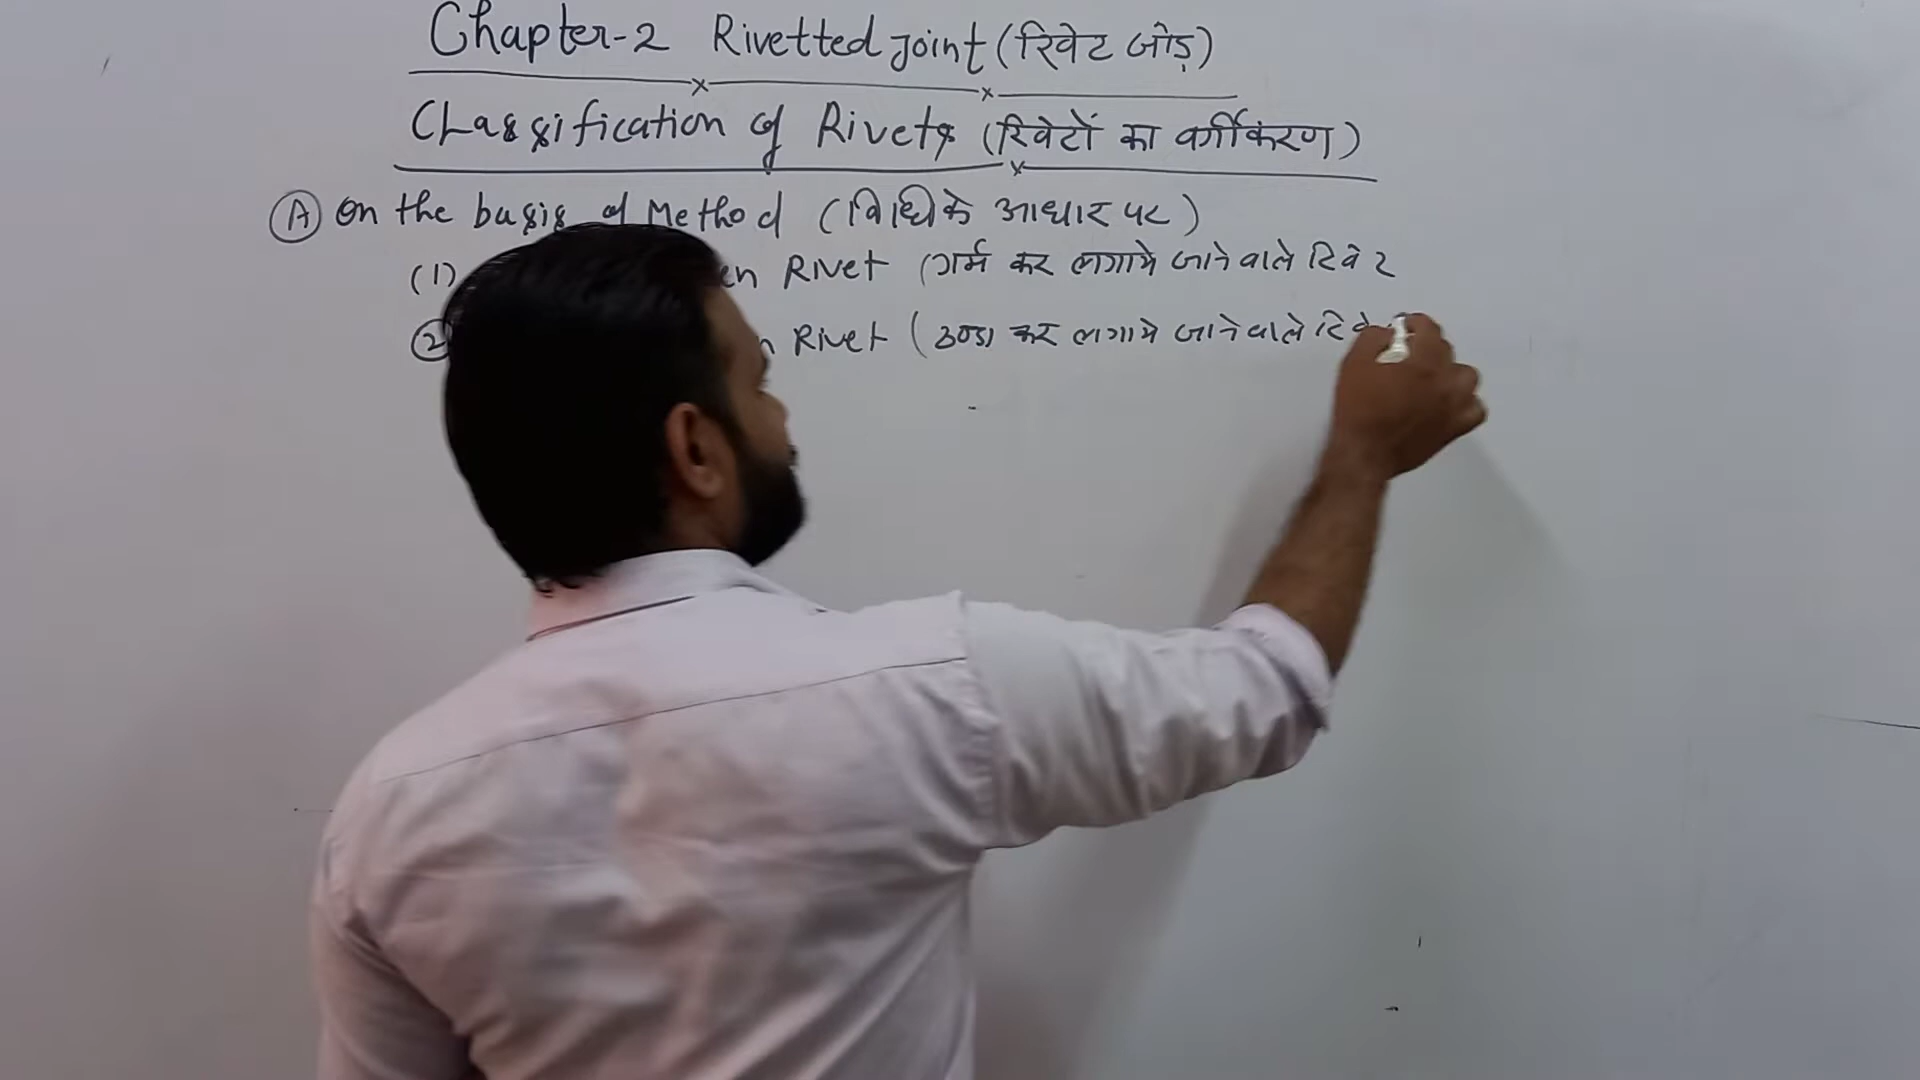 Chapter-2 Rivetted Joint (रिवेट जोड़)
Classification of Rivets (रिवेटों का वर्गीकरण)
(A) On the basis of Method (विधि के आधार पर)
(1) Rivet (गर्म कर लगाये जाने वाले रिवेट
(2) Rivet (ठण्डा कर लगाये जाने वाले